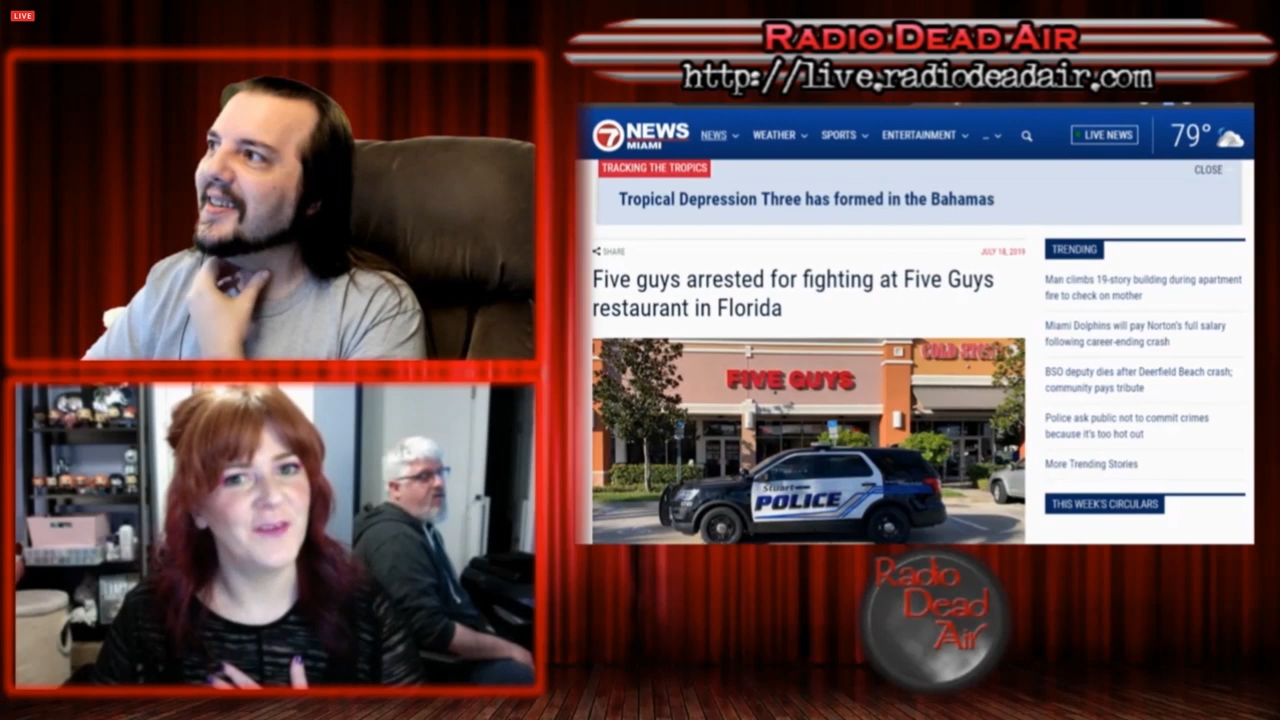 LIVE
RADIO DEAD AIR
http://live.radiodeadair.com
7 NEWS
MIAMI
NEWS
WEATHER
SPORTS
ENTERTAINMENT
...
LIVE NEWS
79°
TRACKING THE TROPICS
CLOSE
Tropical Depression Three has formed in the Bahamas
SHARE
JULY 18, 2019
Five guys arrested for fighting at Five Guys
restaurant in Florida
FIVE GUYS
COLD STONE
Stuart
POLICE
TRENDING
Man climbs 19-story building during apartment
fire to check on mother
Miami Dolphins will pay Norton's full salary
following career-ending crash
BSO deputy dies after Deerfield Beach crash;
community pays tribute
Police ask public not to commit crimes
because it's too hot out
More Trending Stories
THIS WEEK'S CIRCULARS
Radio
Dead
Air